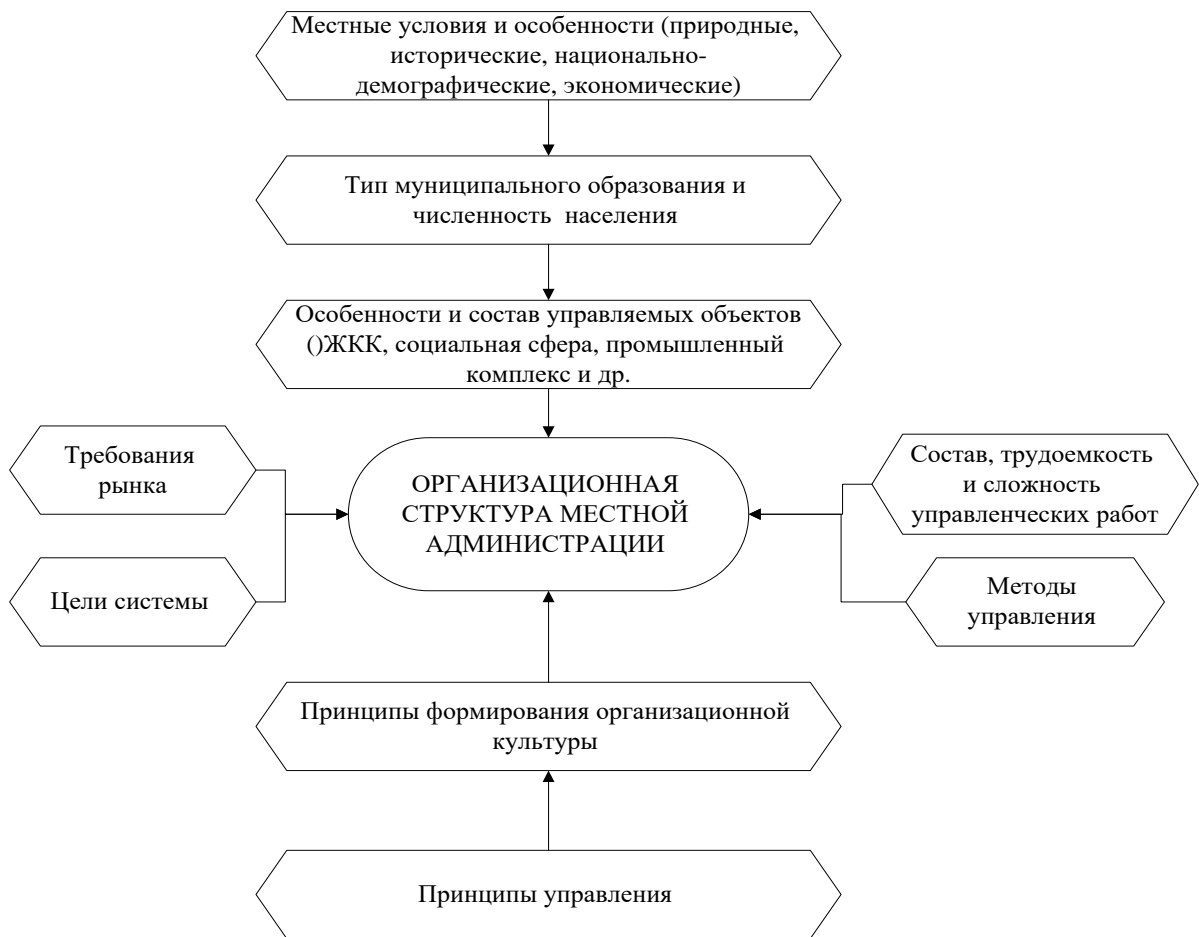 Местные условия и особенности (природные,
исторические, национально-
демографические, экономические)
Тип муниципального образования и
численность населения
Особенности и состав управляемых объектов
()ЖКК, социальная сфера, промышленный
комплекс и др.
Требования
рынка
Цели системы
ОРГАНИЗАЦИОННАЯ
СТРУКТУРА МЕСТНОЙ
АДМИНИСТРАЦИИ
Состав, трудоемкость
и сложность
управленческих работ
Методы
управления
Принципы формирования организационной
культуры
Принципы управления